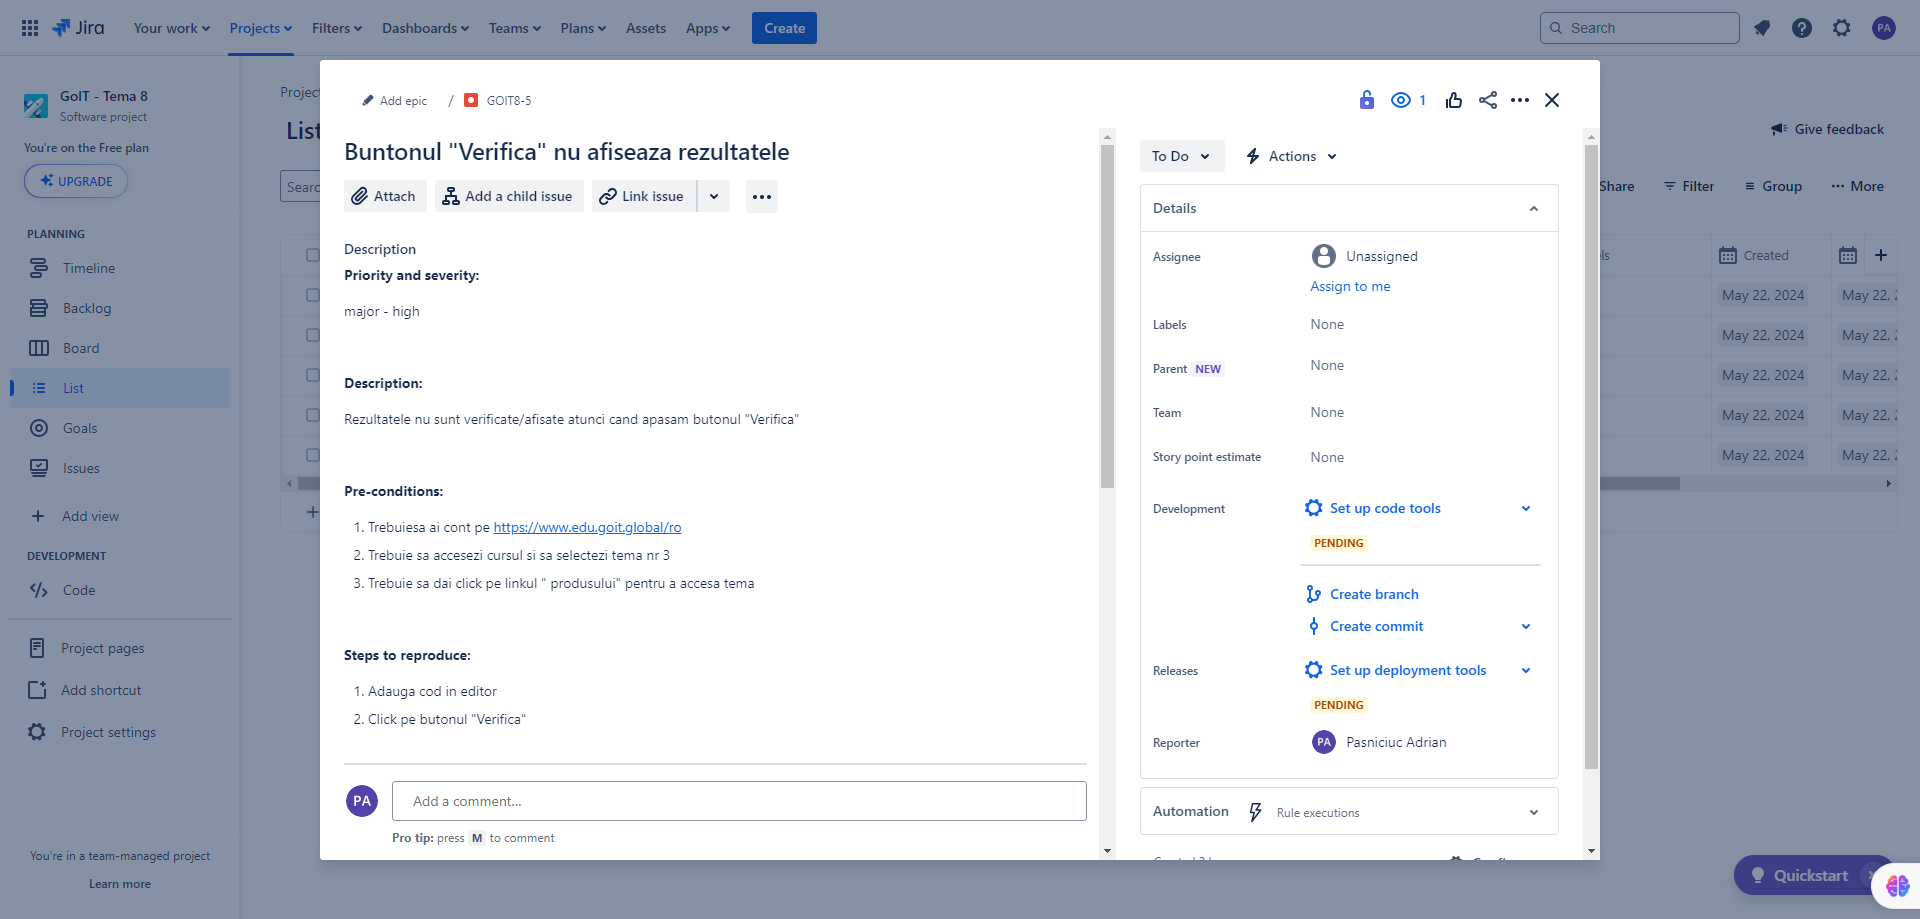 Jira
Your work
Projects
Filters
Dashboards
Teams
Plans
Assets
Apps
Create
Search
PA
GoIT - Tema 8
Software project
You're on the Free plan
UPGRADE
PLANNING
Timeline
Backlog
Board
List
Goals
Issues
Add view
DEVELOPMENT
Code
Project pages
Add shortcut
Project settings
You're in a team-managed project
Learn more
Projec
List
Sear
Add epic / GOIT8-5
1
Buntonul "Verifica" nu afiseaza rezultatele
Attach
Add a child issue
Link issue
Description
Priority and severity:
major - high
Description:
Rezultatele nu sunt verificate/afisate atunci cand apasam butonul "Verifica"
Pre-conditions:
1. Trebuiesa ai cont pe https://www.edu.goit.global/ro
2. Trebuie sa accesezi cursul si sa selectezi tema nr 3
3. Trebuie sa dai click pe linkul " produsului" pentru a accesa tema
Steps to reproduce:
1. Adauga cod in editor
2. Click pe butonul "Verifica"
PA
Add a comment...
Pro tip: press M to comment
To Do
Actions
Details
Assignee
Unassigned
Assign to me
Labels
None
Parent NEW
None
Team
None
Story point estimate
None
Development
Set up code tools
PENDING
Create branch
Create commit
Releases
Set up deployment tools
PENDING
Reporter
PA Pasniciuc Adrian
Automation
Rule executions
Give feedback
Share
Filter
Group
More
Created
May 22, 2024
May 22,
May 22, 2024
May 22,
May 22, 2024
May 22,
May 22, 2024
May 22,
May 22, 2024
May 22,
Quickstart